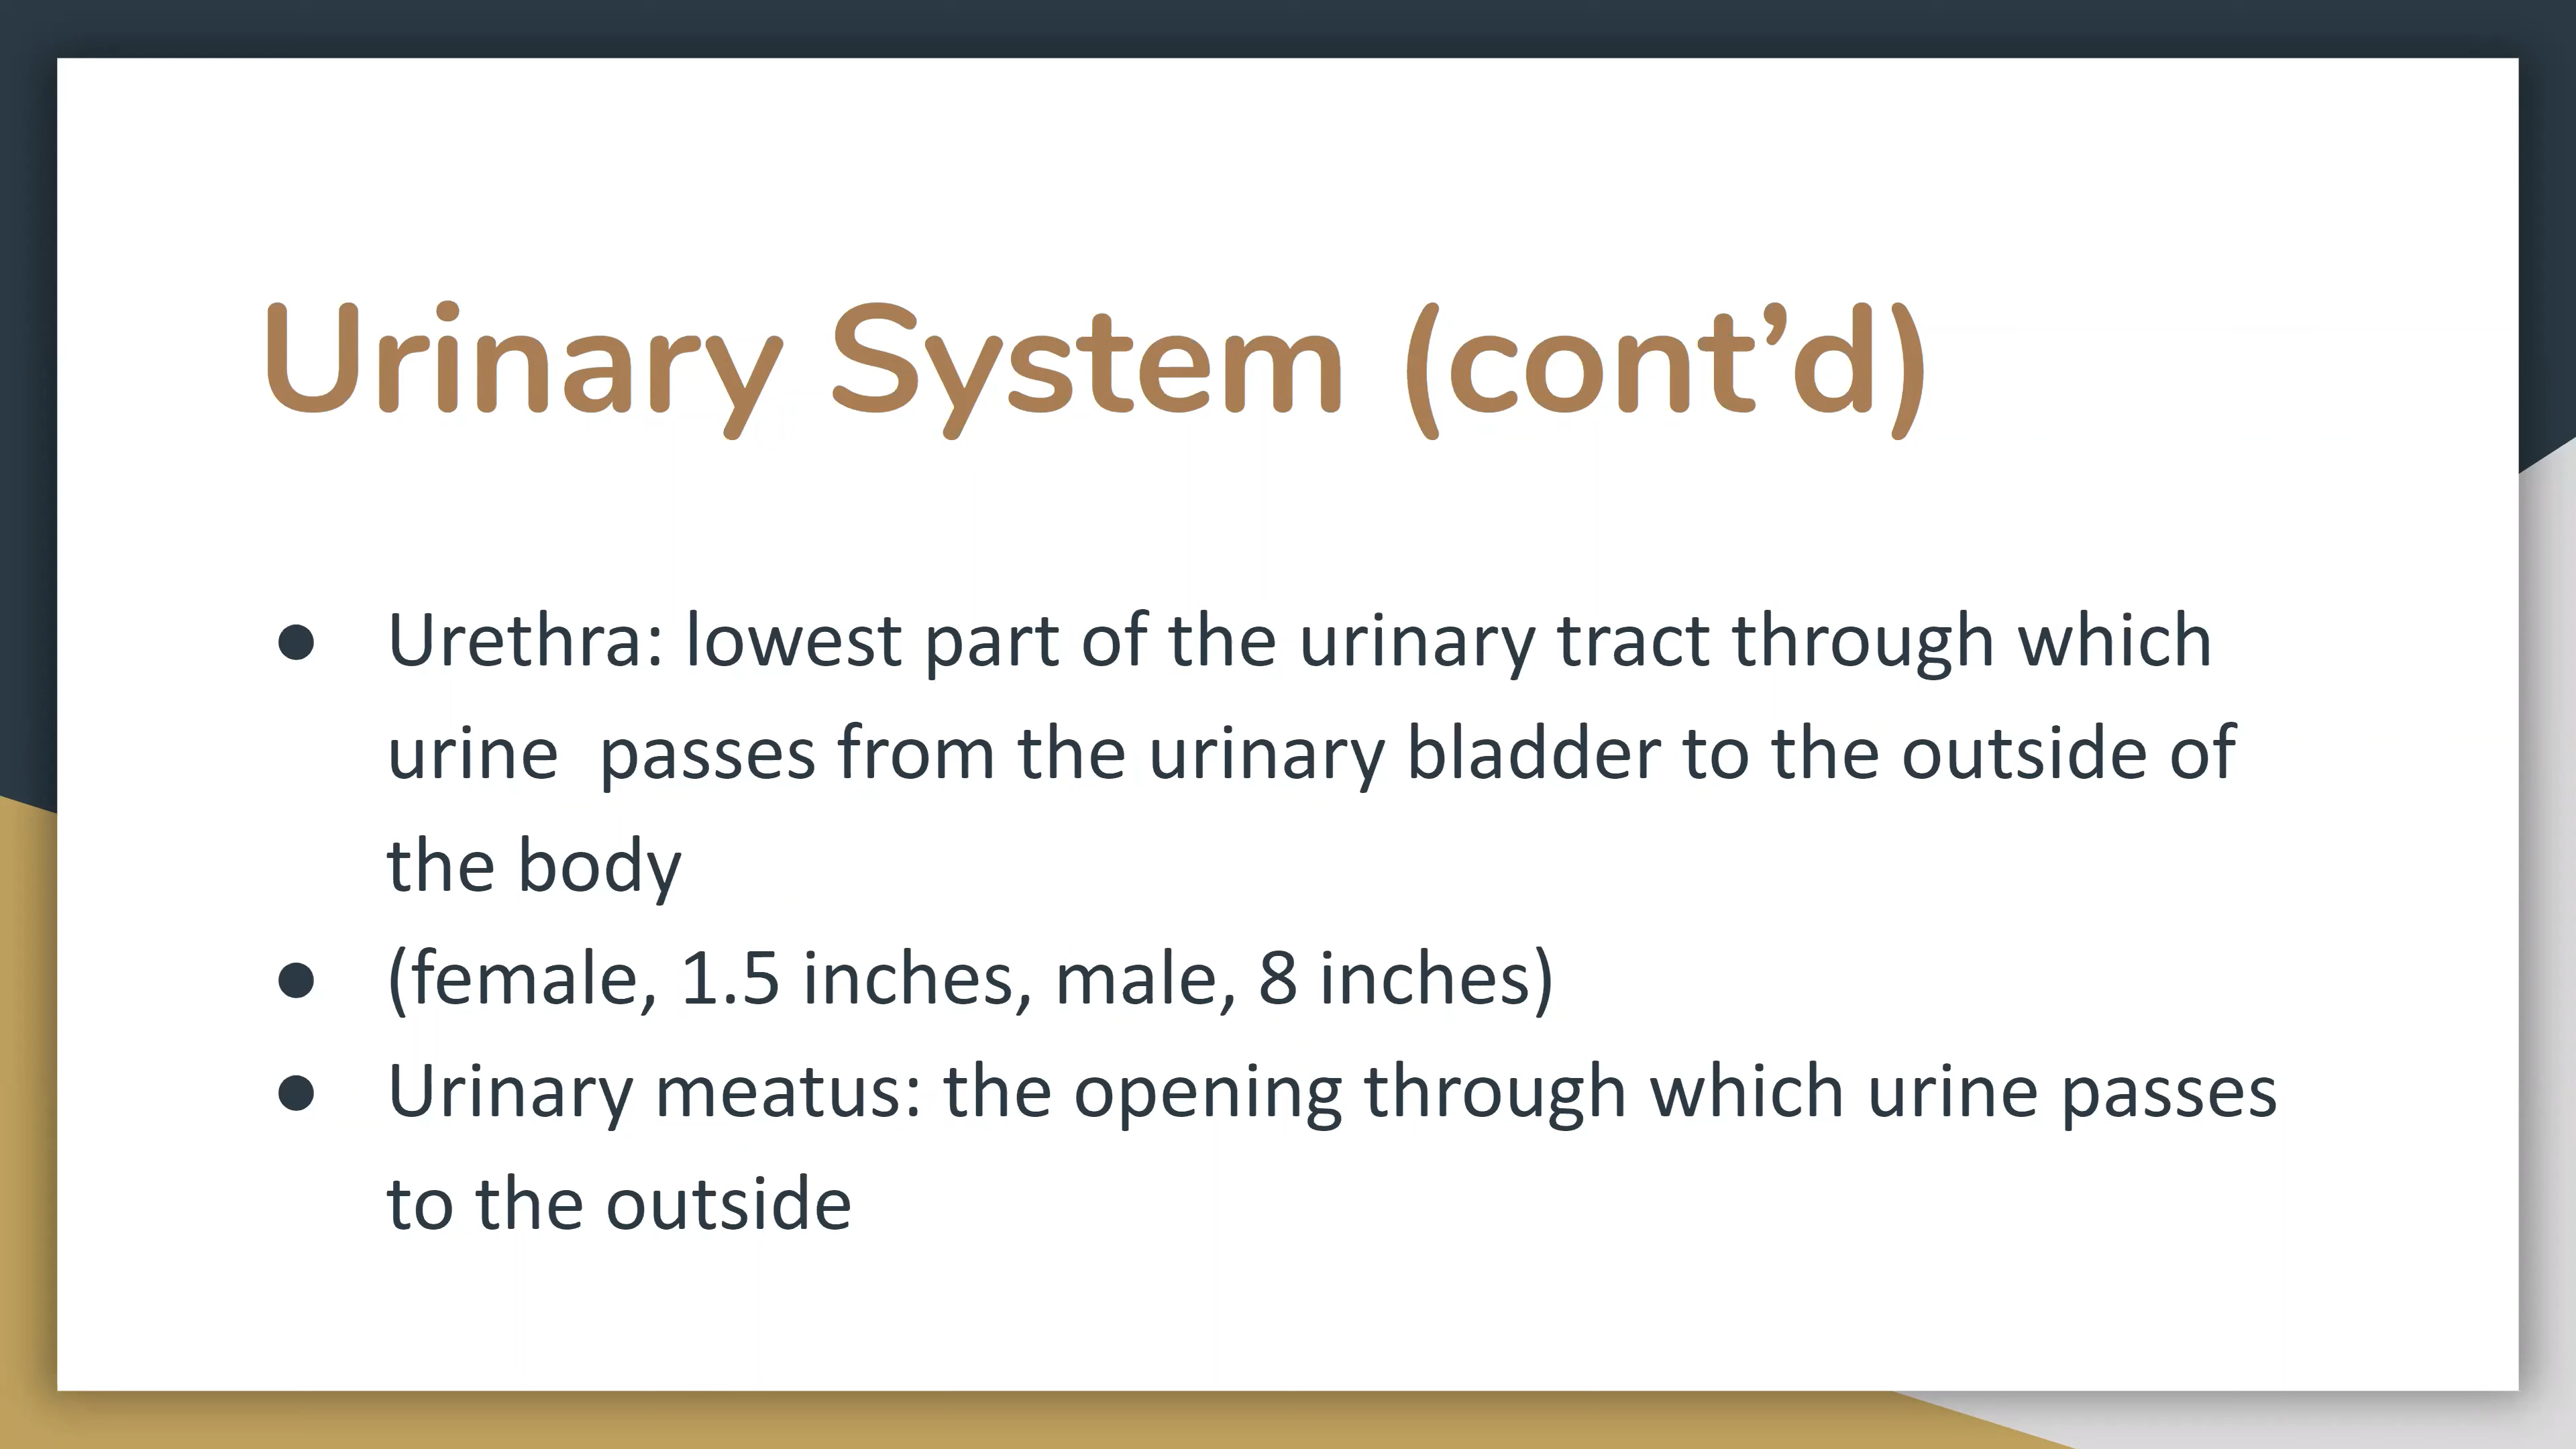 Urinary System (cont’d)
● Urethra: lowest part of the urinary tract through which
urine  passes from the urinary bladder to the outside of
the body
● (female, 1.5 inches, male, 8 inches)
● Urinary meatus: the opening through which urine passes
to the outside